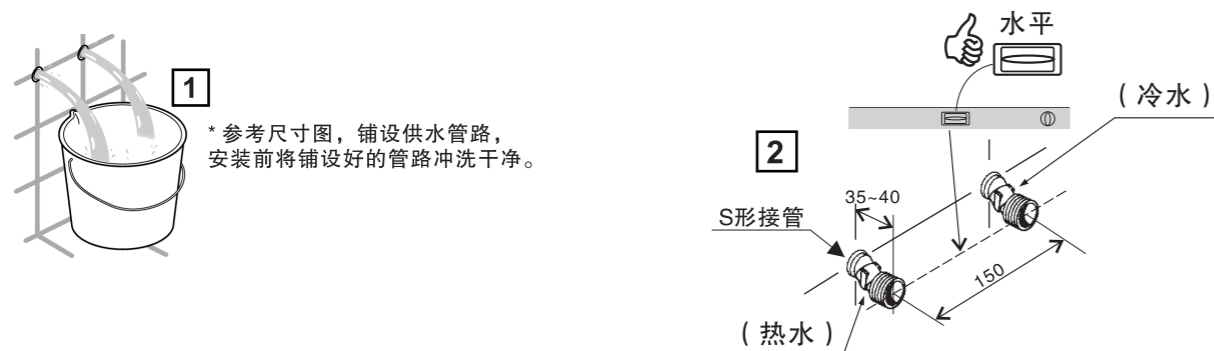 1
* 参考尺寸图，铺设供水管路，
安装前将铺设好的管路冲洗干净。
水平
（冷水）
2
35~40
S形接管
150
（热水）